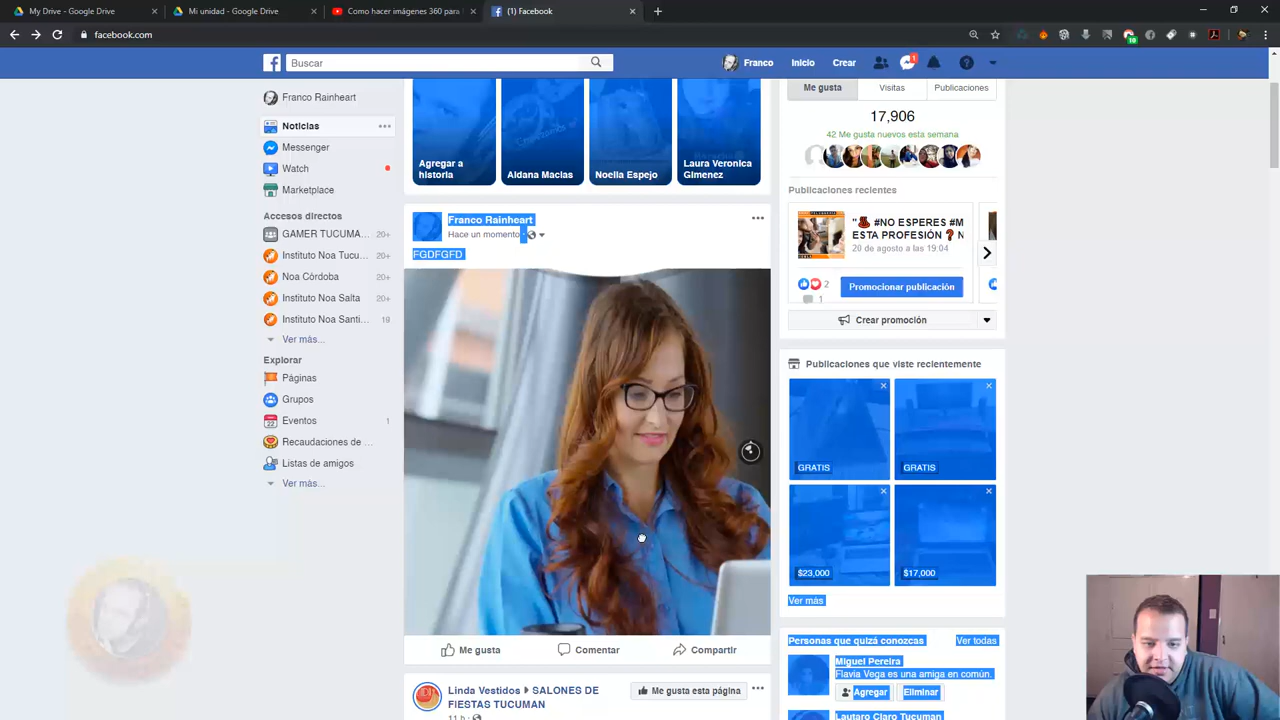 My Drive - Google Drive
Mi unidad - Google Drive
Como hacer imágenes 360 para
(1) Facebook
facebook.com
Buscar
Franco
Inicio
Crear
Franco Rainheart
Noticias
Messenger
Watch
Marketplace
Accesos directos
GAMER TUCUMA... 20+
Instituto Noa Tucu... 20+
Noa Córdoba 20+
Instituto Noa Salta 20+
Instituto Noa Santi... 19
Ver más...
Explorar
Páginas
Grupos
Eventos 1
Recaudaciones de ...
Listas de amigos
Ver más...
Agregar a
historia
Aldana Macias
Noelia Espejo
Laura Veronica
Gimenez
Franco Rainheart
Hace un momento ·
FGDFGFD
Me gusta
Comentar
Compartir
Linda Vestidos SALONES DE
FIESTAS TUCUMAN
11 h ·
Me gusta esta página
Me gusta
Visitas
Publicaciones
17,906
42 Me gusta nuevos esta semana
Publicaciones recientes
" #NO ESPERES #M
ESTA PROFESIÓN ❓ N
20 de agosto a las 19:04
2
1
Promocionar publicación
Crear promoción
Publicaciones que viste recientemente
GRATIS
GRATIS
$23,000
$17,000
Ver más
Personas que quizá conozcas
Ver todas
Miguel Pereira
Flavia Vega es una amiga en común.
Agregar
Eliminar
Lautaro Claro Tucuman